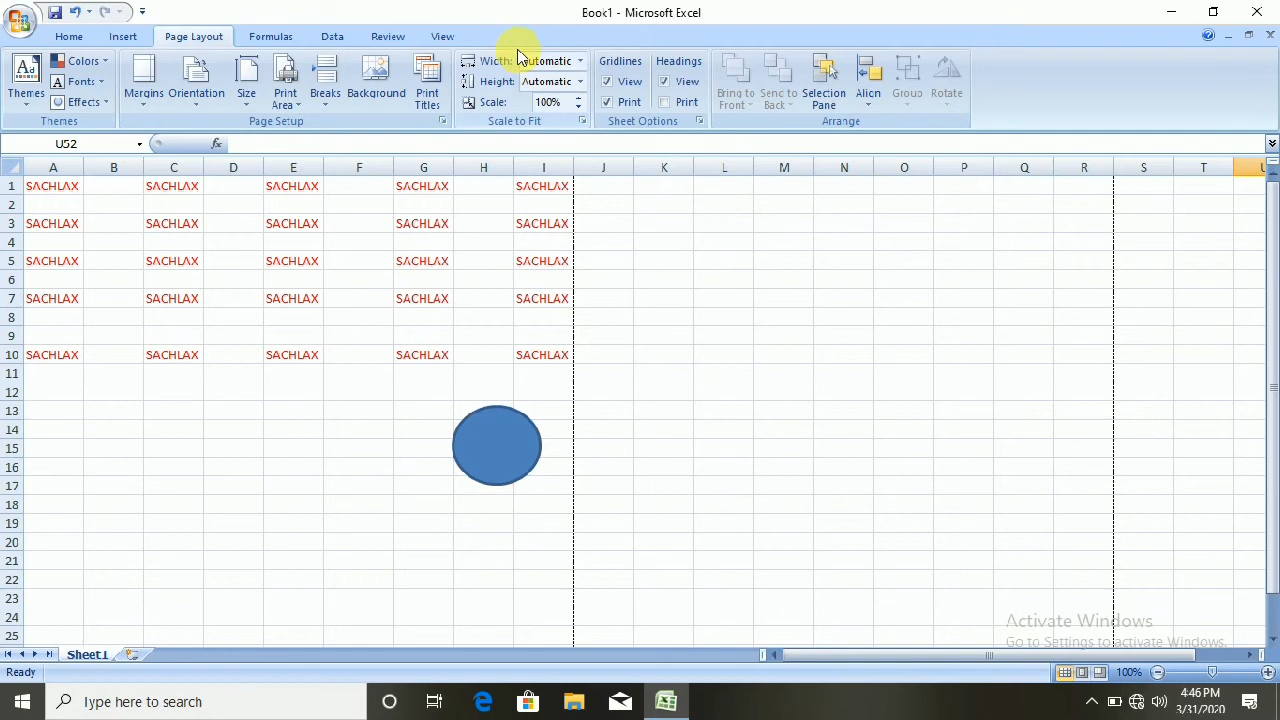 Book1 - Microsoft Excel
Home Insert Page Layout Formulas Data Review View
Themes Colors Fonts Effects Margins Orientation Size Print Area Breaks Background Print Titles Width: Automatic Height: Automatic Scale: 100% Gridlines View Print Headings View Print Bring to Front Send to Back Selection Pane Align Group Rotate
Themes Page Setup Scale to Fit Sheet Options Arrange
U52 fx
A B C D E F G H I J K L M N O P Q R S T U
1 SACHLAX SACHLAX SACHLAX SACHLAX SACHLAX
2
3 SACHLAX SACHLAX SACHLAX SACHLAX SACHLAX
4
5 SACHLAX SACHLAX SACHLAX SACHLAX SACHLAX
6
7 SACHLAX SACHLAX SACHLAX SACHLAX SACHLAX
8
9
10 SACHLAX SACHLAX SACHLAX SACHLAX SACHLAX
11
12
13
14
15
16
17
18
19
20
21
22
23
24
25
Activate Windows
Go to Settings to activate Windows.
Sheet1
Ready 100%
Type here to search
4:46 PM
3/31/2020